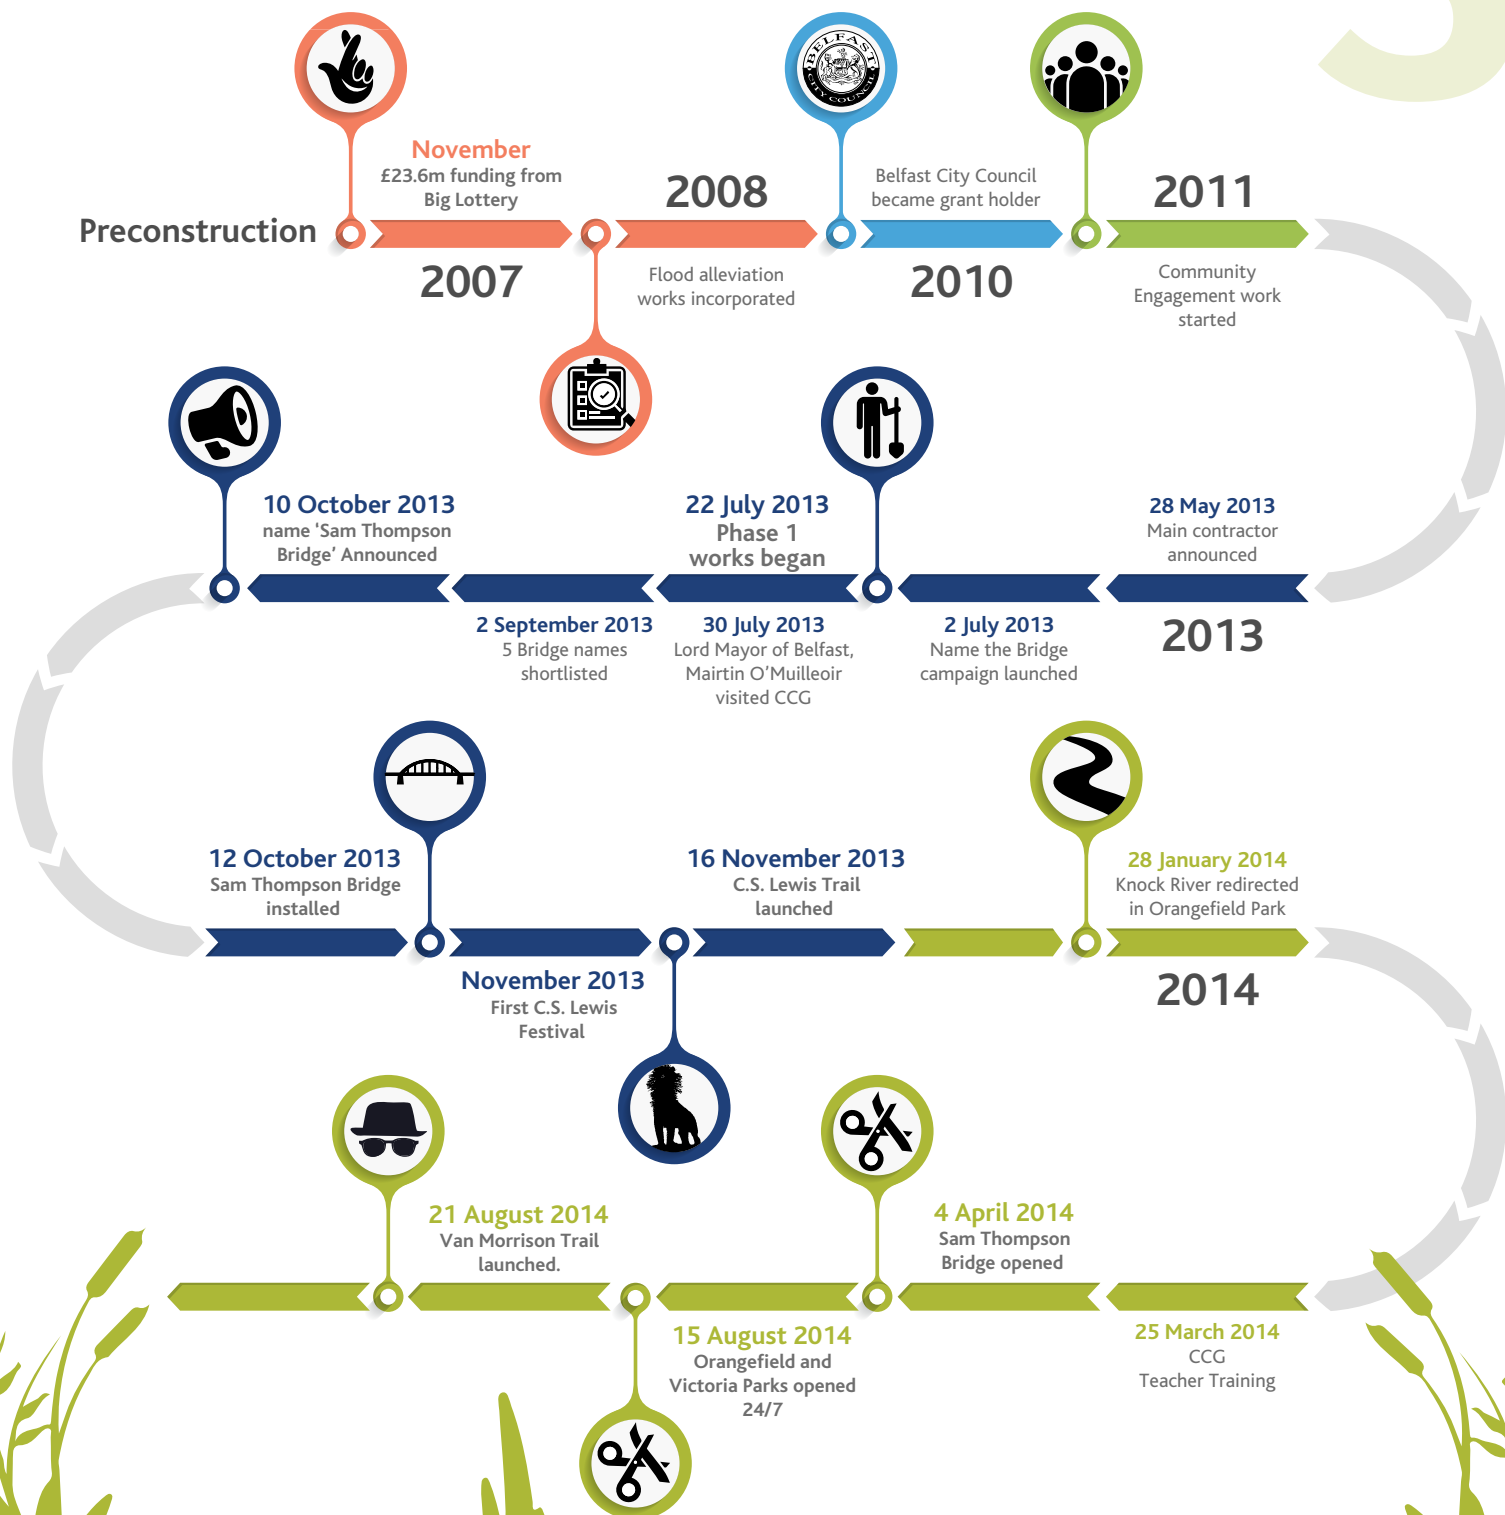 November
£23.6m funding from
Big Lottery
Preconstruction
2007
2008
Flood alleviation
works incorporated
BELFAST
CITY COUNCIL
Belfast City Council
became grant holder
2010
2011
Community
Engagement work
started
28 May 2013
Main contractor
announced
2013
2 July 2013
Name the Bridge
campaign launched
22 July 2013
Phase 1
works began
30 July 2013
Lord Mayor of Belfast,
Mairtin O'Muilleoir
visited CCG
2 September 2013
5 Bridge names
shortlisted
10 October 2013
name 'Sam Thompson
Bridge’ Announced
12 October 2013
Sam Thompson Bridge
installed
November 2013
First C.S. Lewis
Festival
16 November 2013
C.S. Lewis Trail
launched
28 January 2014
Knock River redirected
in Orangefield Park
2014
25 March 2014
CCG
Teacher Training
4 April 2014
Sam Thompson
Bridge opened
15 August 2014
Orangefield and
Victoria Parks opened
24/7
21 August 2014
Van Morrison Trail
launched.